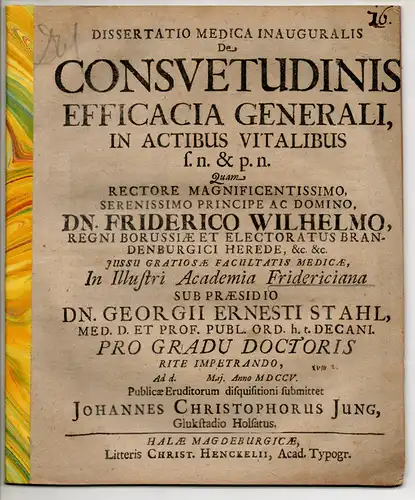 16.
DISSERTATIO MEDICA INAUGURALIS
De
CONSVETUDINIS
EFFICACIA GENERALI,
IN ACTIBUS VITALIBUS
s. n. & p. n.
Quam
RECTORE MAGNIFICENTISSIMO,
SERENISSIMO PRINCIPE AC DOMINO,
DN. FRIDERICO WILHELMO,
REGNI BORUSSIÆ ET ELECTORATUS BRAN-
DENBURGICI HEREDE, &c. &c.
JUSSU GRATIOSÆ FACULTATIS MEDICÆ,
In Illustri Academia Fridericiana
SUB PRÆSIDIO
DN. GEORGII ERNESTI STAHL,
MED. D. ET PROF. PUBL. ORD. h. t. DECANI.
PRO GRADU DOCTORIS
RITE IMPETRANDO,
Ad d. Maj. Anno MDCCV.
Publicæ Eruditorum disquisitioni submittet
JOHANNES CHRISTOPHORUS JUNG,
Glukstadio Holsatus.
HALÆ MAGDEBURGICÆ,
Litteris CHRIST. HENCKELII, Acad. Typogr.